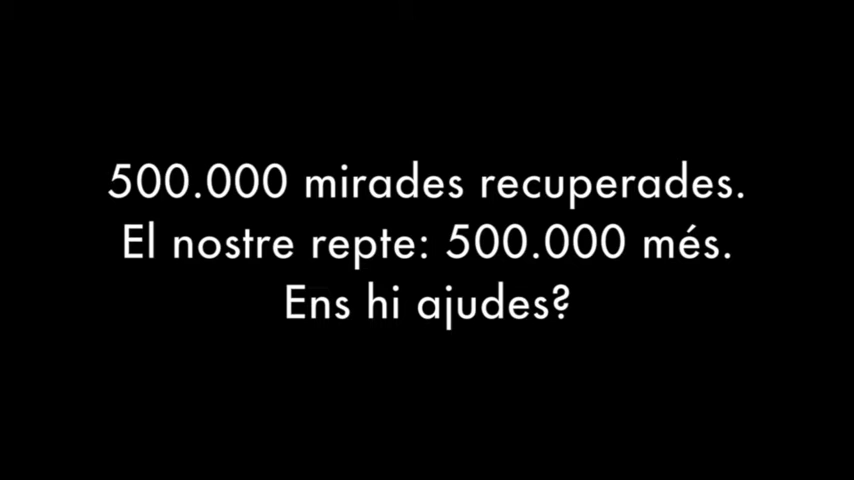 500.000 mirades recuperades.
El nostre repte: 500.000 més.
Ens hi ajudes?